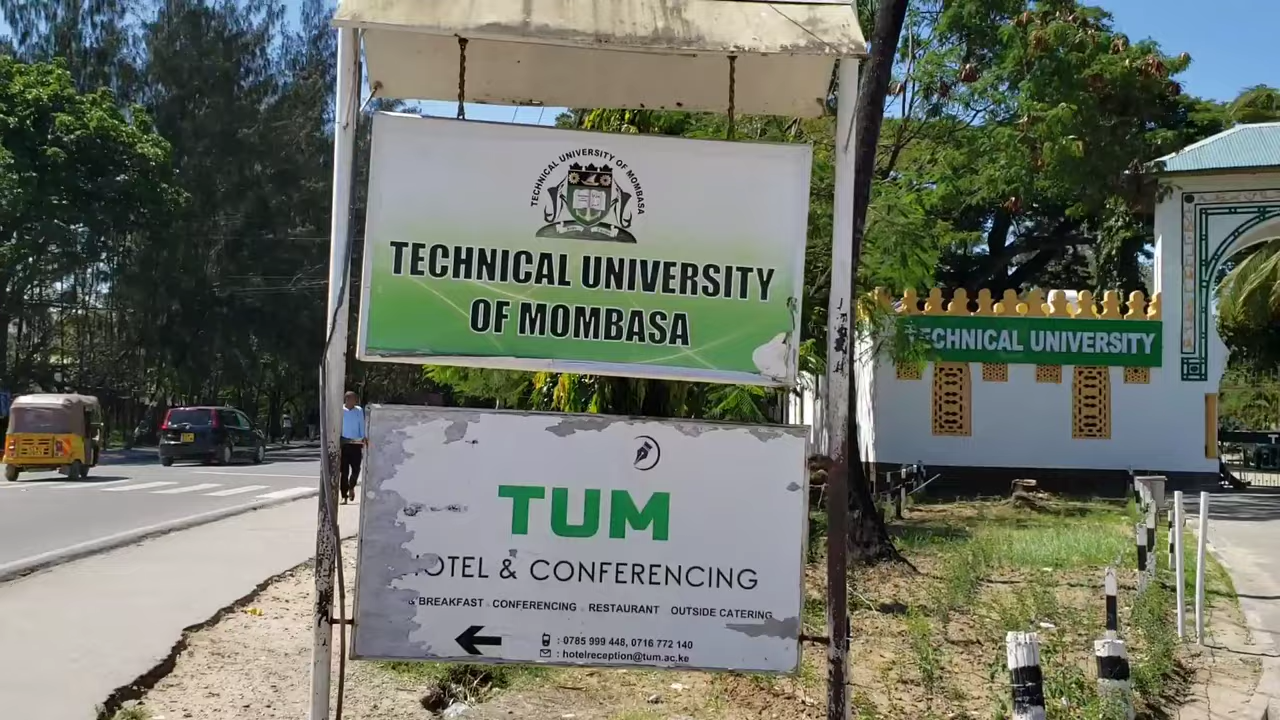 TECHNICAL UNIVERSITY OF MOMBASA
TECHNICAL UNIVERSITY
OF MOMBASA
TECHNICAL UNIVERSITY
TUM
OTEL & CONFERENCING
BREAKFAST CONFERENCING RESTAURANT OUTSIDE CATERING
: 0785 999 448, 0716 772 140
: hotelreception@tum.ac.ke